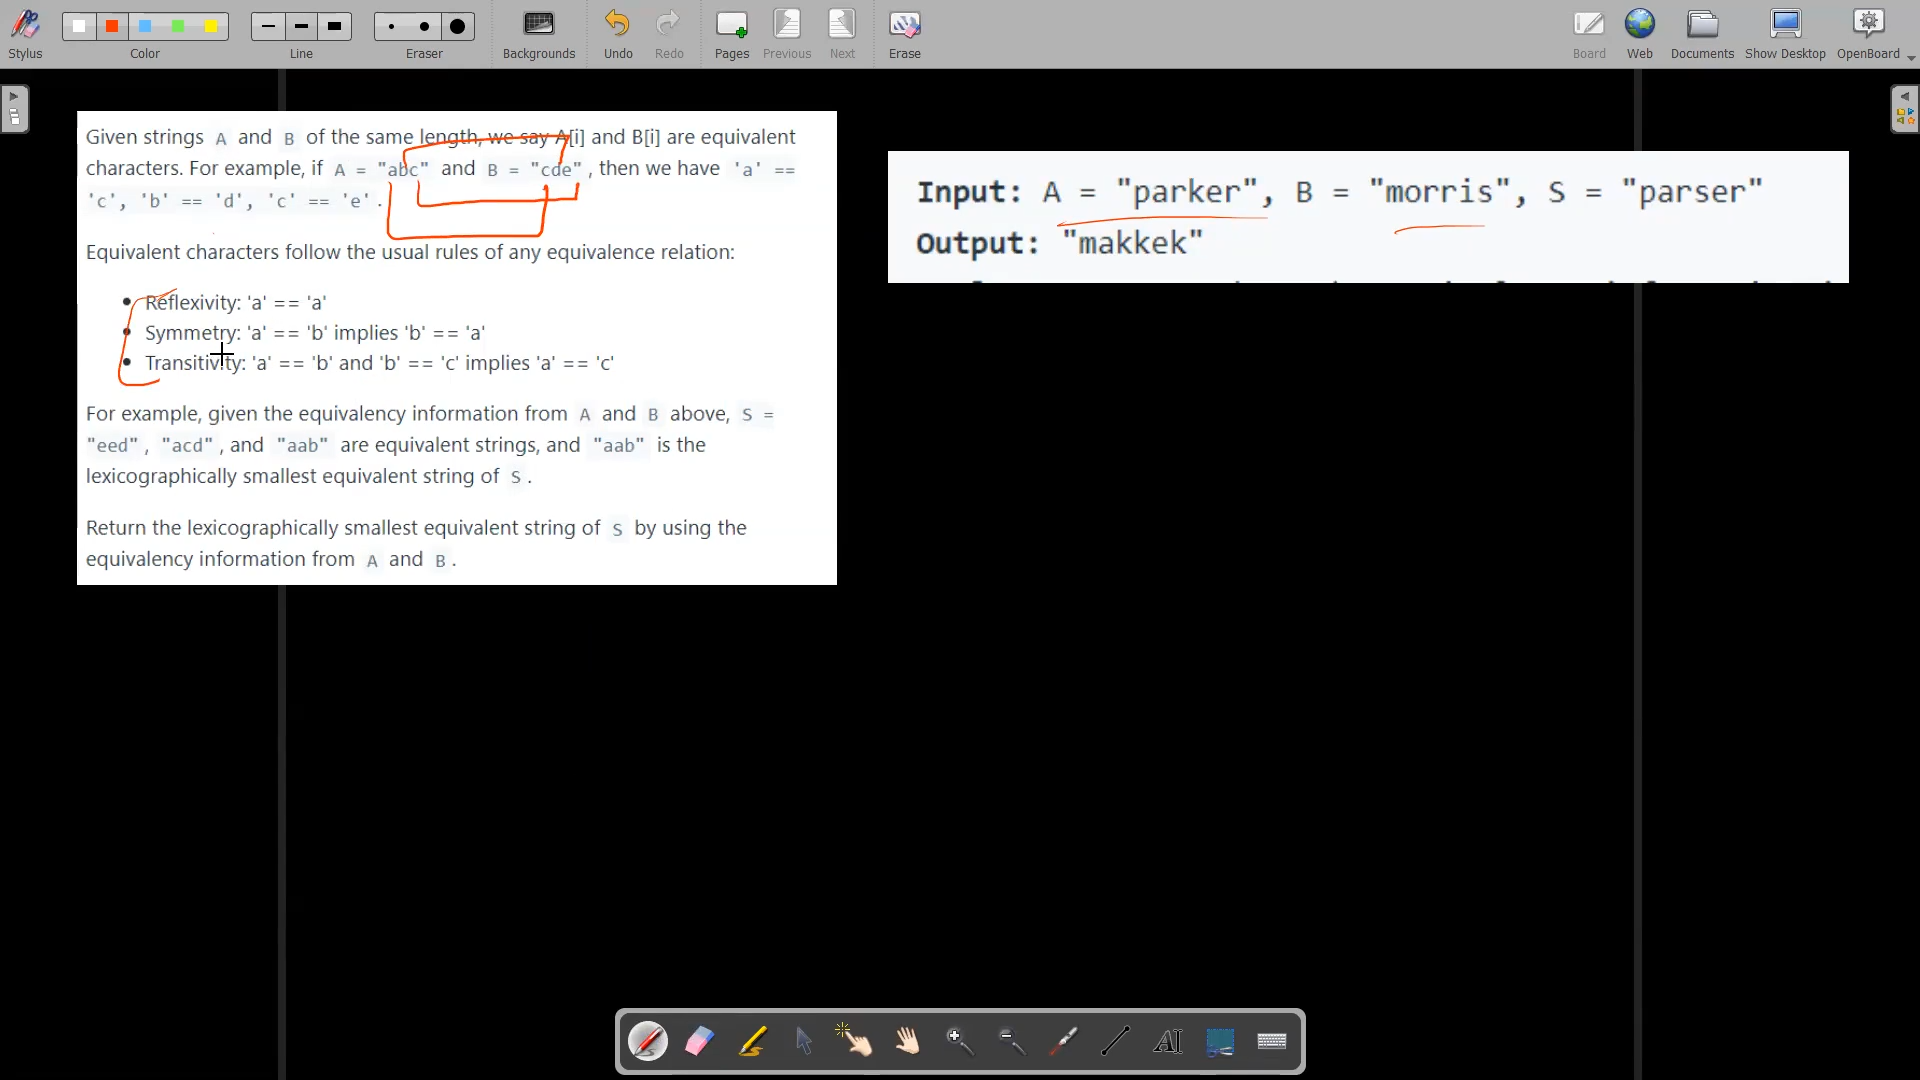 Stylus
Color
Line
Eraser
Backgrounds
Undo
Redo
Pages
Previous
Next
Erase
Board
Web
Documents
Show Desktop
OpenBoard
Given strings A and B of the same length, we say A[i] and B[i] are equivalent
characters. For example, if A = "abc" and B = "cde", then we have 'a' ==
'c', 'b' == 'd', 'c' == 'e'.
Equivalent characters follow the usual rules of any equivalence relation:
• Reflexivity: 'a' == 'a'
• Symmetry: 'a' == 'b' implies 'b' == 'a'
• Transitivity: 'a' == 'b' and 'b' == 'c' implies 'a' == 'c'
For example, given the equivalency information from A and B above, S =
"eed", "acd", and "aab" are equivalent strings, and "aab" is the
lexicographically smallest equivalent string of S.
Return the lexicographically smallest equivalent string of S by using the
equivalency information from A and B.
Input: A = "parker", B = "morris", S = "parser"
Output: "makkek"